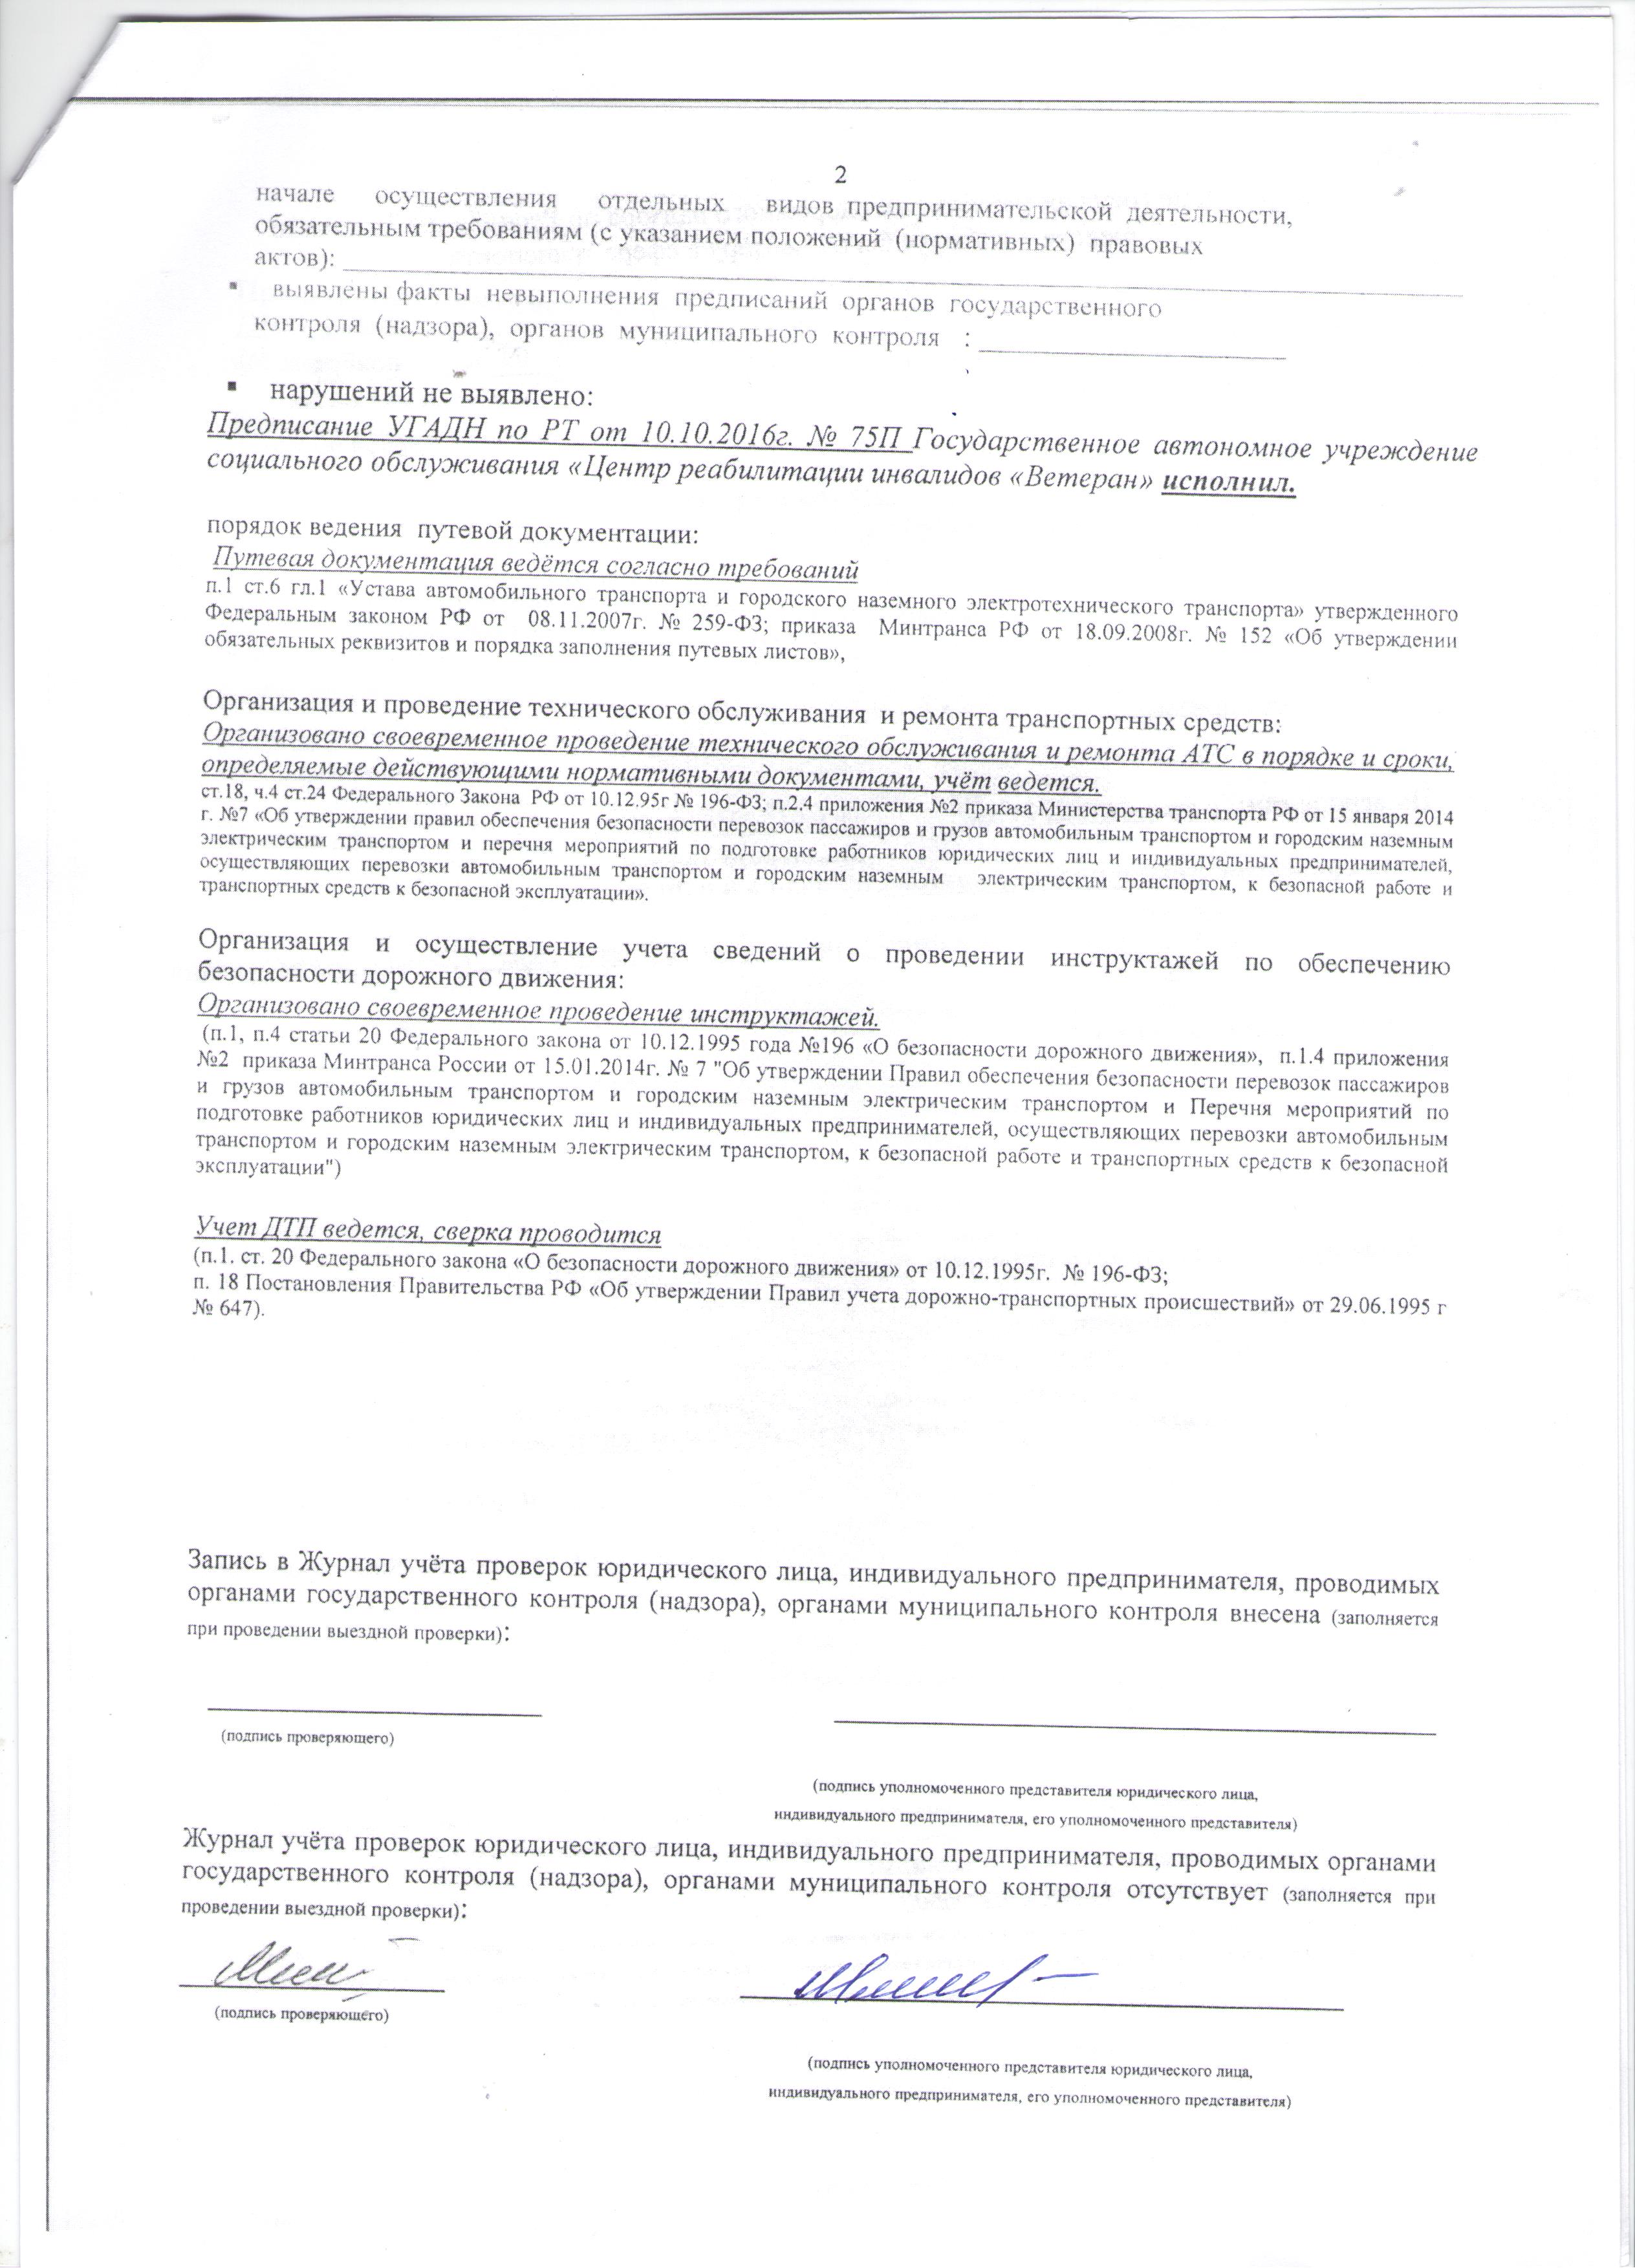 2
начале осуществления отдельных видов предпринимательской деятельности,
обязательным требованиям (с указанием положений (нормативных) правовых
актов):
▪ выявлены факты невыполнения предписаний органов государственного
контроля (надзора), органов муниципального контроля :
▪ нарушений не выявлено:
Предписание УГАДН по РТ от 10.10.2016г. № 75П Государственное автономное учреждение
социального обслуживания «Центр реабилитации инвалидов «Ветеран» исполнил.
порядок ведения путевой документации:
Путевая документация ведётся согласно требований
п.1 ст.6 гл.1 «Устава автомобильного транспорта и городского наземного электротехнического транспорта» утвержденного
Федеральным законом РФ от 08.11.2007г. № 259-ФЗ; приказа Минтранса РФ от 18.09.2008г. № 152 «Об утверждении
обязательных реквизитов и порядка заполнения путевых листов»,
Организация и проведение технического обслуживания и ремонта транспортных средств:
Организовано своевременное проведение технического обслуживания и ремонта АТС в порядке и сроки,
определяемые действующими нормативными документами, учёт ведется.
ст.18, ч.4 ст.24 Федерального Закона РФ от 10.12.95г № 196-ФЗ; п.2.4 приложения №2 приказа Министерства транспорта РФ от 15 января 2014
г. №7 «Об утверждении правил обеспечения безопасности перевозок пассажиров и грузов автомобильным транспортом и городским наземным
электрическим транспортом и перечня мероприятий по подготовке работников юридических лиц и индивидуальных предпринимателей,
осуществляющих перевозки автомобильным транспортом и городским наземным электрическим транспортом, к безопасной работе и
транспортных средств к безопасной эксплуатации».
Организация и осуществление учета сведений о проведении инструктажей по обеспечению
безопасности дорожного движения:
Организовано своевременное проведение инструктажей.
(п.1, п.4 статьи 20 Федерального закона от 10.12.1995 года №196 «О безопасности дорожного движения», п.1.4 приложения
№2 приказа Минтранса России от 15.01.2014г. № 7 "Об утверждении Правил обеспечения безопасности перевозок пассажиров
и грузов автомобильным транспортом и городским наземным электрическим транспортом и Перечня мероприятий по
подготовке работников юридических лиц и индивидуальных предпринимателей, осуществляющих перевозки автомобильным
транспортом и городским наземным электрическим транспортом, к безопасной работе и транспортных средств к безопасной
эксплуатации")
Учет ДТП ведется, сверка проводится
(п.1. ст. 20 Федерального закона «О безопасности дорожного движения» от 10.12.1995г. № 196-ФЗ;
п. 18 Постановления Правительства РФ «Об утверждении Правил учета дорожно-транспортных происшествий» от 29.06.1995 г
№ 647).
Запись в Журнал учёта проверок юридического лица, индивидуального предпринимателя, проводимых
органами государственного контроля (надзора), органами муниципального контроля внесена (заполняется
при проведении выездной проверки):
(подпись проверяющего)
(подпись уполномоченного представителя юридического лица,
индивидуального предпринимателя, его уполномоченного представителя)
Журнал учёта проверок юридического лица, индивидуального предпринимателя, проводимых органами
государственного контроля (надзора), органами муниципального контроля отсутствует (заполняется при
проведении выездной проверки):
(подпись проверяющего)
(подпись уполномоченного представителя юридического лица,
индивидуального предпринимателя, его уполномоченного представителя)